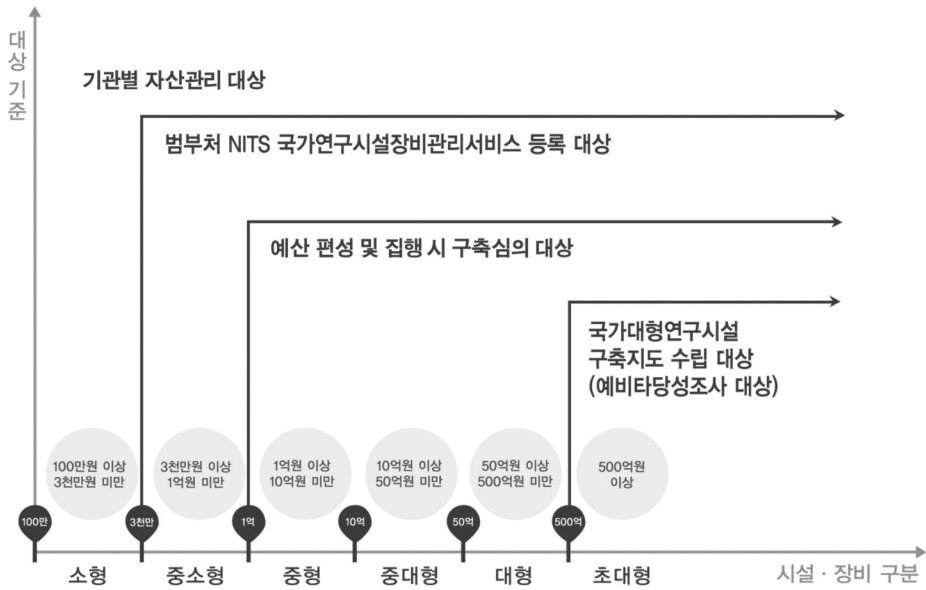 대상 기준
기관별 자산관리 대상
범부처 NITS 국가연구시설장비관리서비스 등록 대상
예산 편성 및 집행 시 구축심의 대상
국가대형연구시설
구축지도 수립 대상
(예비타당성조사 대상)
100만원 이상
3천만원 미만
3천만원 이상
1억원 미만
1억원 이상
10억원 미만
10억원 이상
50억원 미만
50억원 이상
500억원 미만
500억원
이상
100만
3천만
1억
10억
50억
500억
소형
중소형
중형
중대형
대형
초대형
시설 · 장비 구분